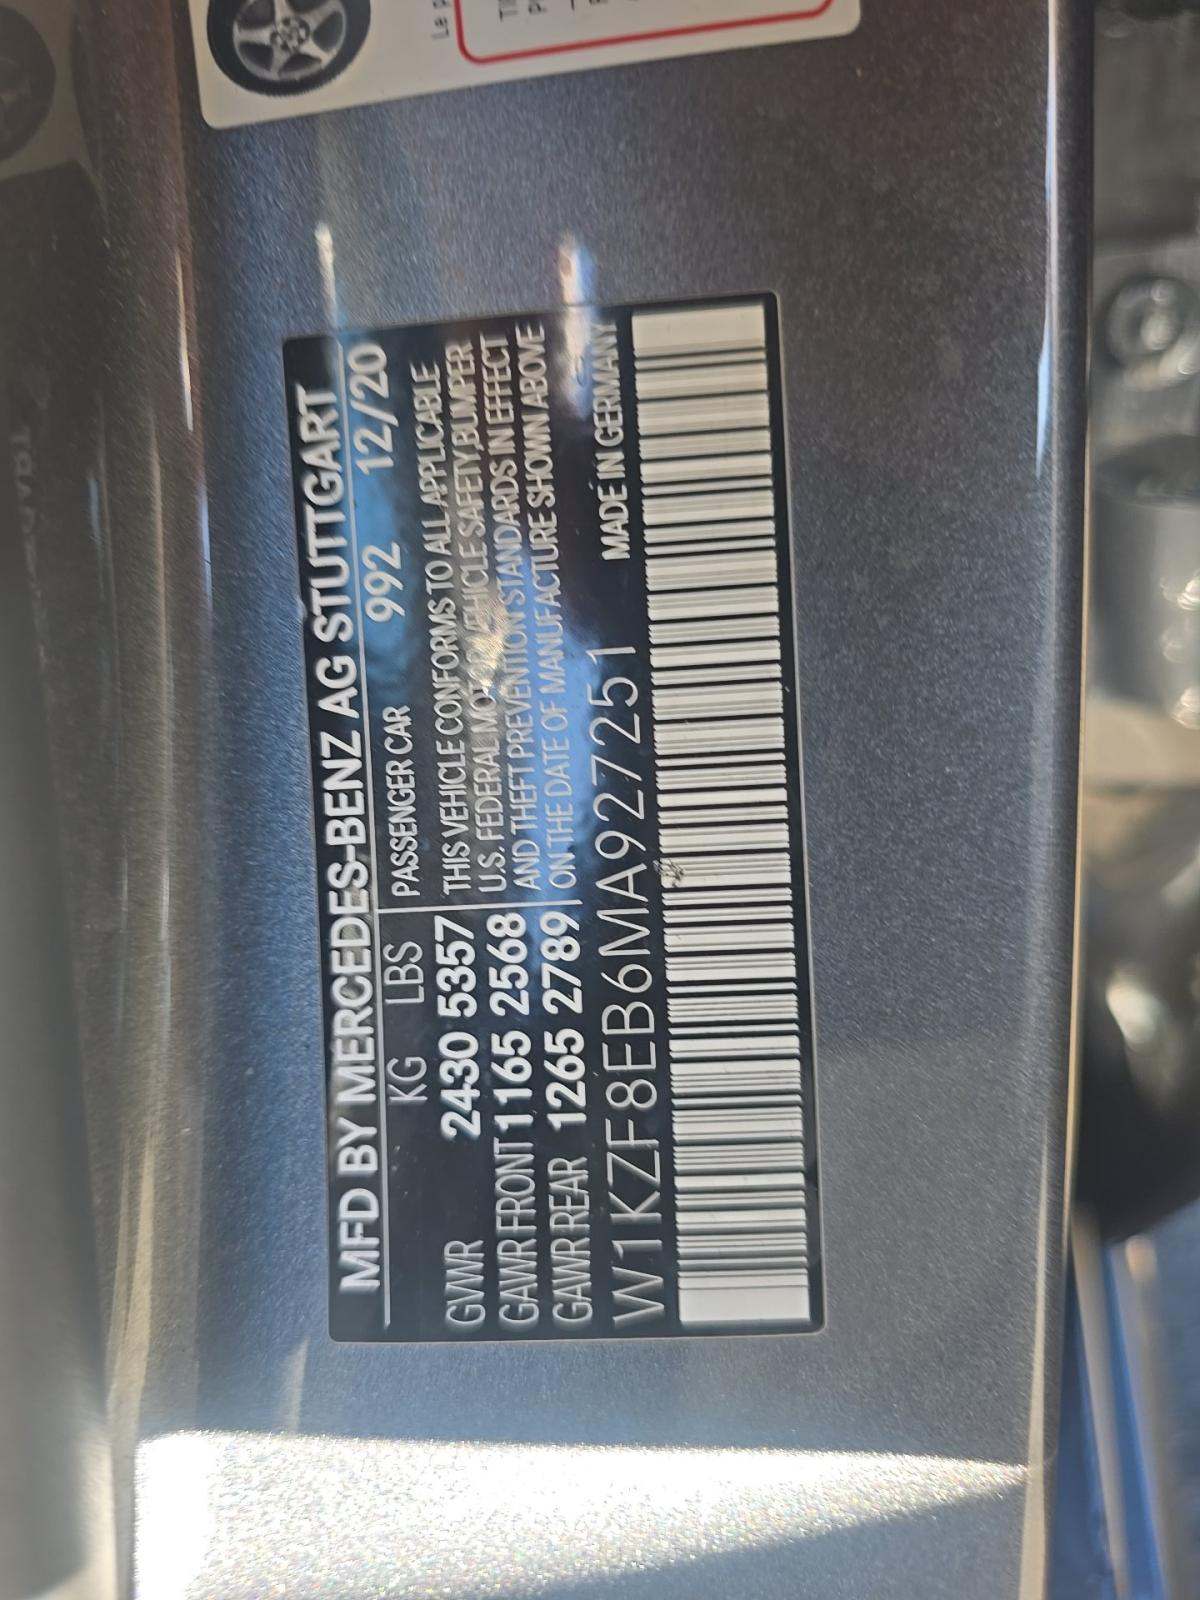 MFD BY MERCEDES-BENZ AG STUTTGART
KG LBS
992 12/20
PASSENGER CAR
GVWR 2430 5357
GAWR FRONT 1165 2568
GAWR REAR 1265 2789
THIS VEHICLE CONFORMS TO ALL APPLICABLE
U.S. FEDERAL MOTOR VEHICLE SAFETY,BUMPER
AND THEFT PREVENTION STANDARDS IN EFFECT
ON THE DATE OF MANUFACTURE SHOWN ABOVE
MADE IN GERMANY
W1KZF8EB6MA927251